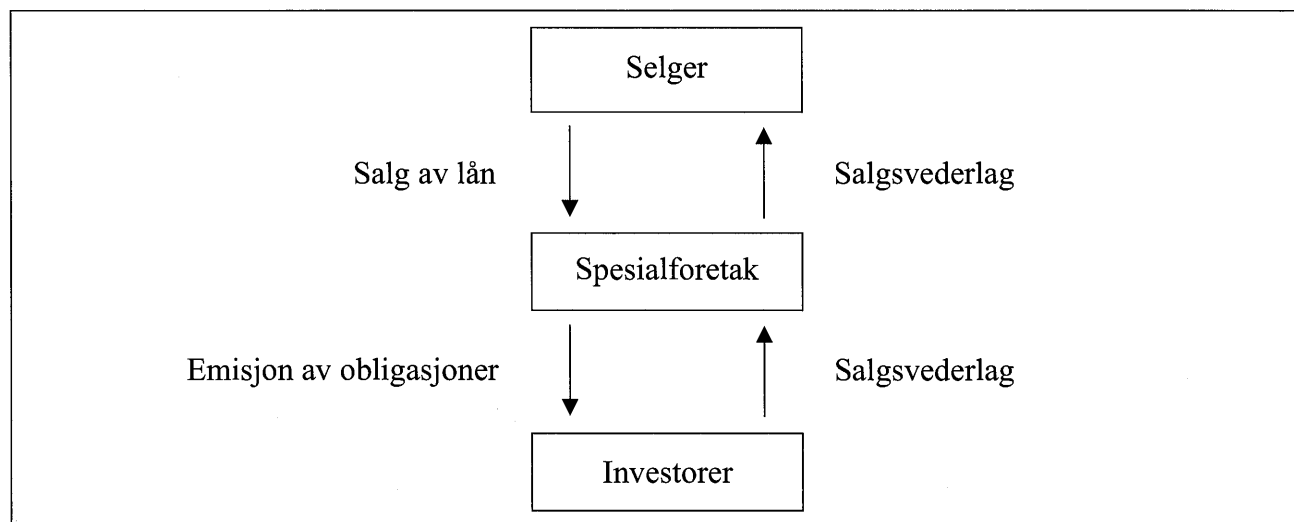 Selger
Salg av lån
Salgsvederlag
Spesialforetak
Emisjon av obligasjoner
Salgsvederlag
Investorer